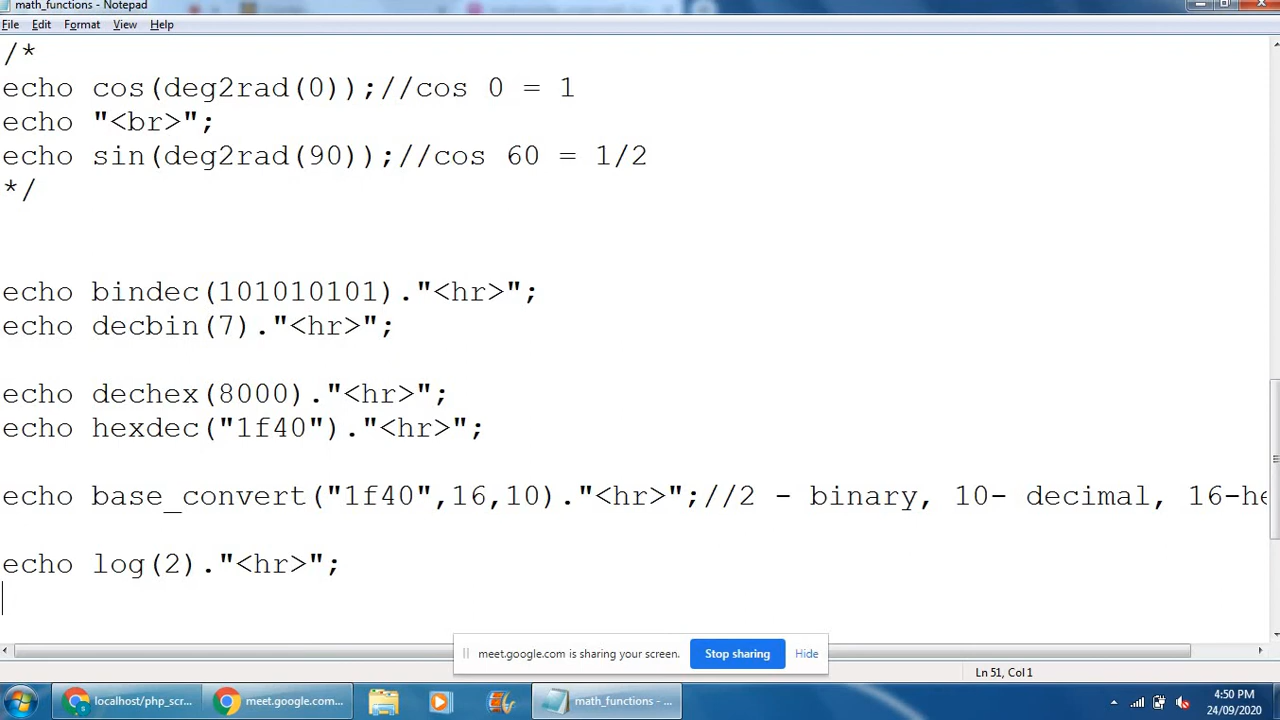 math_functions - Notepad
File Edit Format View Help
/*
echo cos(deg2rad(0));//cos 0 = 1
echo "<br>";
echo sin(deg2rad(90));//cos 60 = 1/2
*/
echo bindec(101010101)."<hr>";
echo decbin(7)."<hr>";
echo dechex(8000)."<hr>";
echo hexdec("1f40")."<hr>";
echo base_convert("1f40",16,10)."<hr>";//2 - binary, 10- decimal, 16-he
echo log(2)."<hr>";
meet.google.com is sharing your screen. Stop sharing Hide
Ln 51, Col 1
localhost/php_scr... meet.google.com... math_functions - ... 4:50 PM
24/09/2020